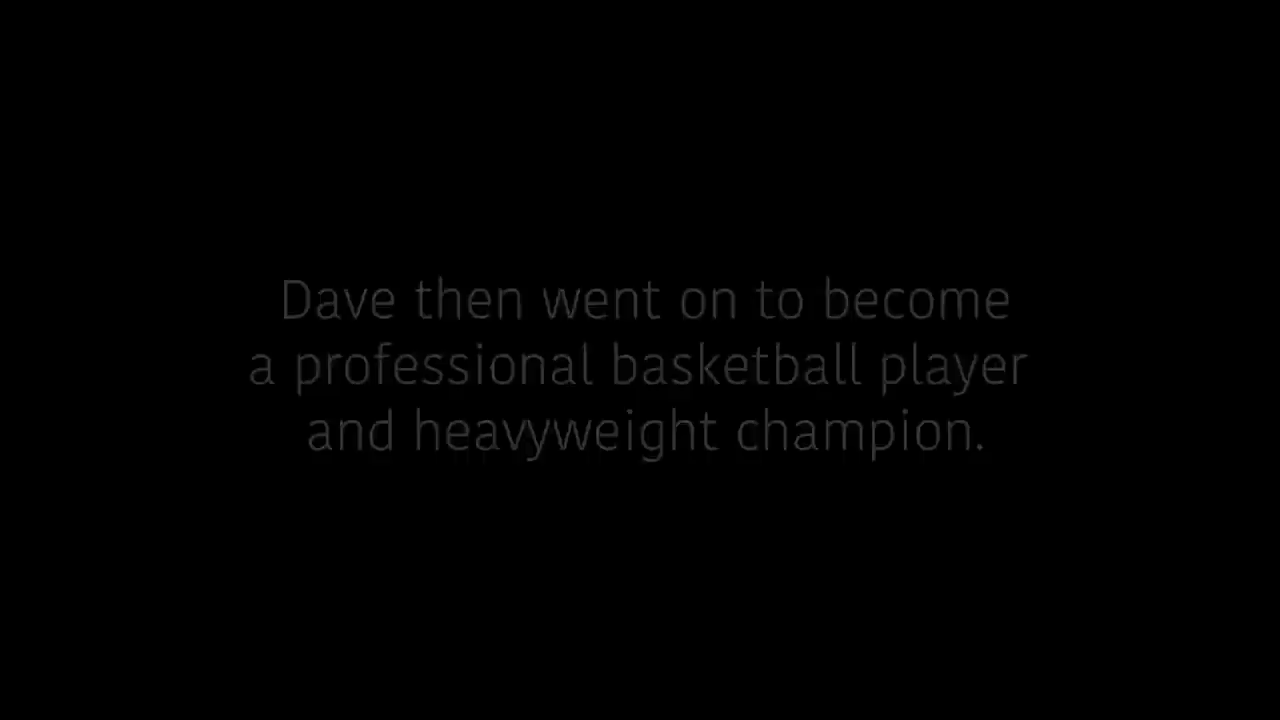 Dave then went on to become
a professional basketball player
and heavyweight champion.